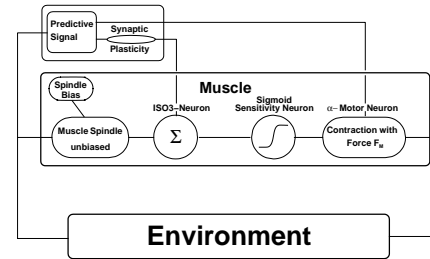 Predictive
Signal
Synaptic
Plasticity
Spindle
Bias
Muscle
ISO3−Neuron
Sigmoid
Sensitivity Neuron
α−Motor Neuron
Muscle Spindle
unbiased
Σ
Contraction with
Force F_M
Environment